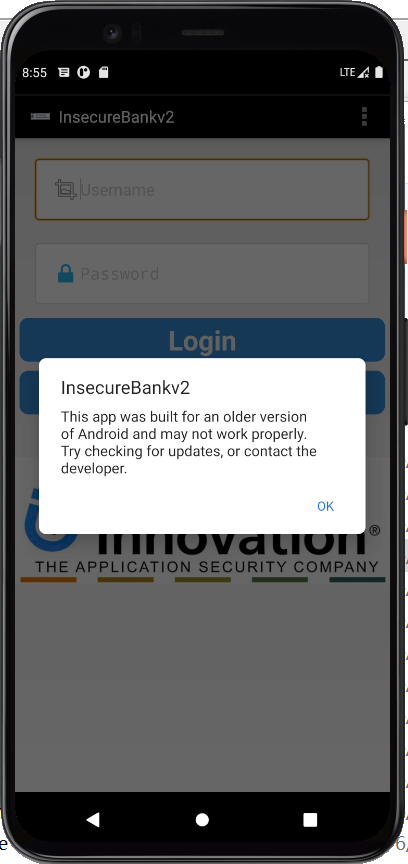 8:55
LTE
InsecureBankv2
Username
Password
Login
InsecureBankv2
This app was built for an older version
of Android and may not work properly.
Try checking for updates, or contact the
developer.
OK
innovation®
THE APPLICATION SECURITY COMPANY